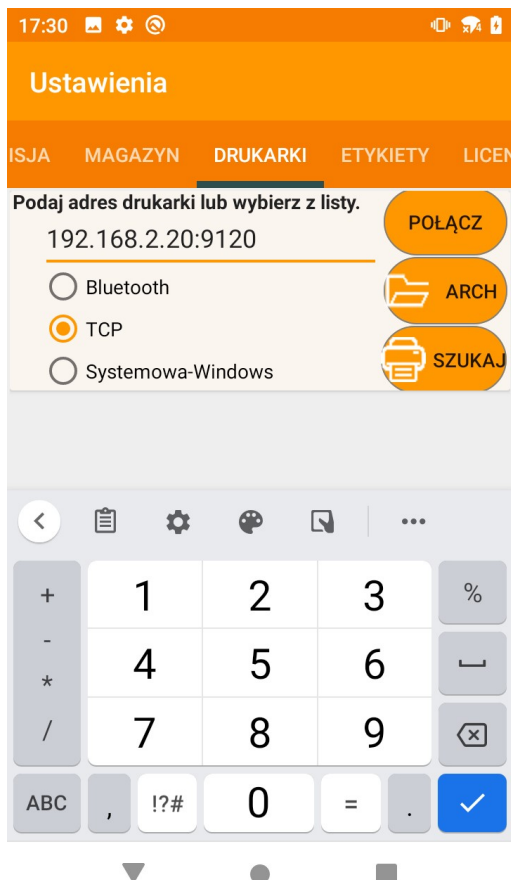 17:30
Ustawienia
ISJA MAGAZYN DRUKARKI ETYKIETY LICEN
Podaj adres drukarki lub wybierz z listy.
192.168.2.20:9120
POŁĄCZ
Bluetooth
ARCH
TCP
SZUKAJ
Systemowa-Windows
+ 1 2 3 %
- 4 5 6
*
/ 7 8 9
ABC , !?# 0 = .